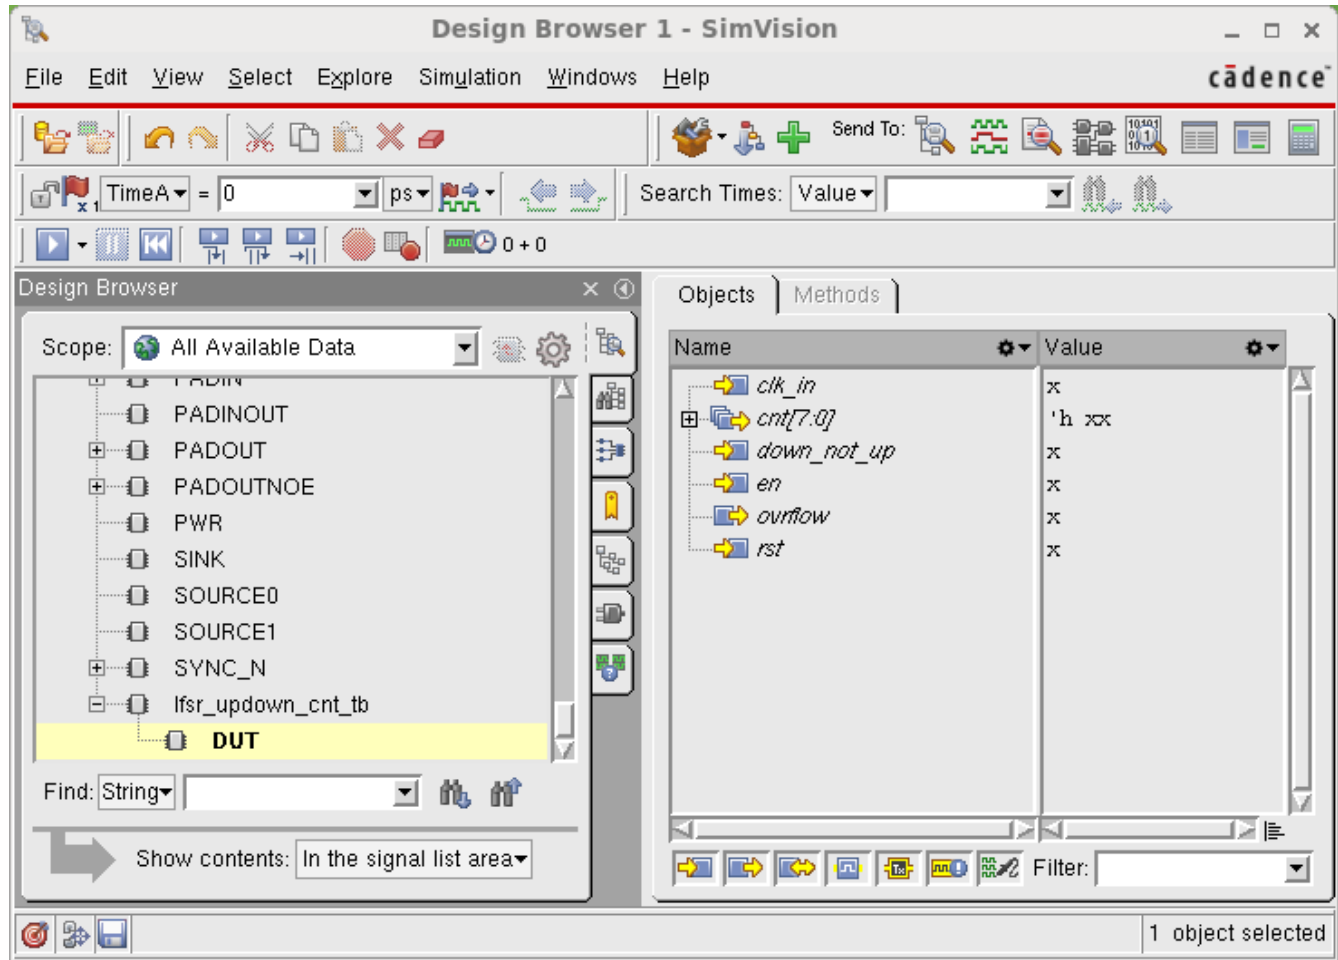 Design Browser 1 - SimVision
File Edit View Select Explore Simulation Windows Help
cādence
Send To:
x 1 TimeA = 0 ps
Search Times: Value
0 + 0
Design Browser
Objects Methods
Scope: All Available Data
Name Value
PADIN
PADINOUT
PADOUT
PADOUTNOE
PWR
SINK
SOURCE0
SOURCE1
SYNC_N
lfsr_updown_cnt_tb
DUT
clk_in x
cnt[7:0] 'h xx
down_not_up x
en x
ovrflow x
rst x
Find: String
Show contents: In the signal list area
Filter:
1 object selected